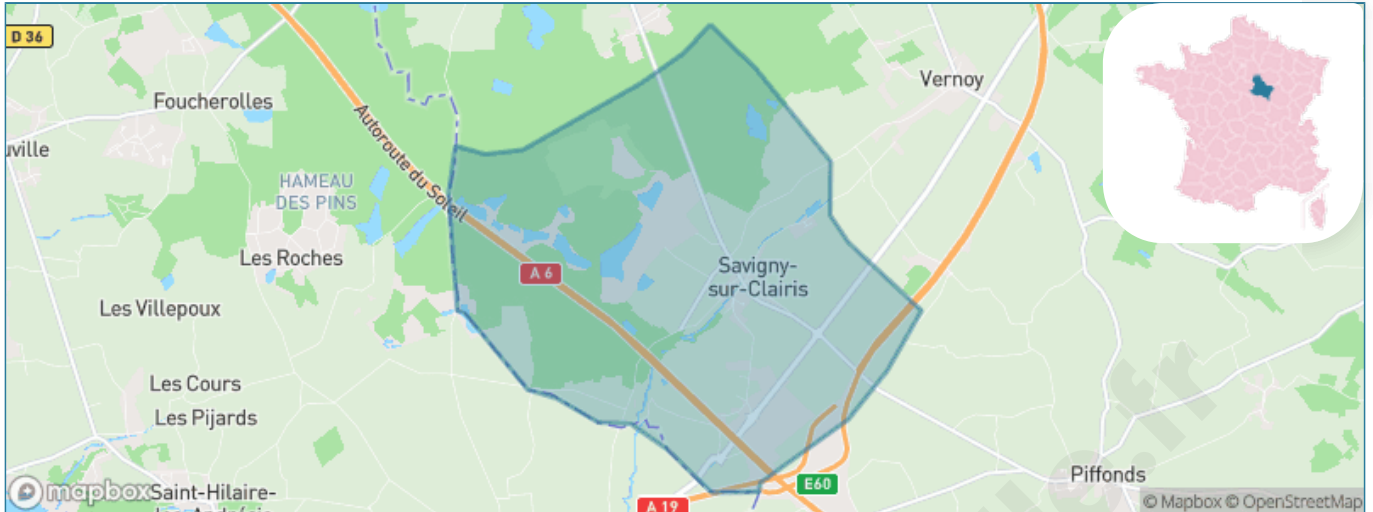 D 36
Foucherolles
Vernoy
Autoroute du Soleil
HAMEAU
DES PINS
Les Roches
A 6
Savigny-
sur-Clairis
Les Villepoux
Les Cours
Les Pijards
Piffonds
mapbox
Saint-Hilaire-
E60
A 19
© Mapbox © OpenStreetMap